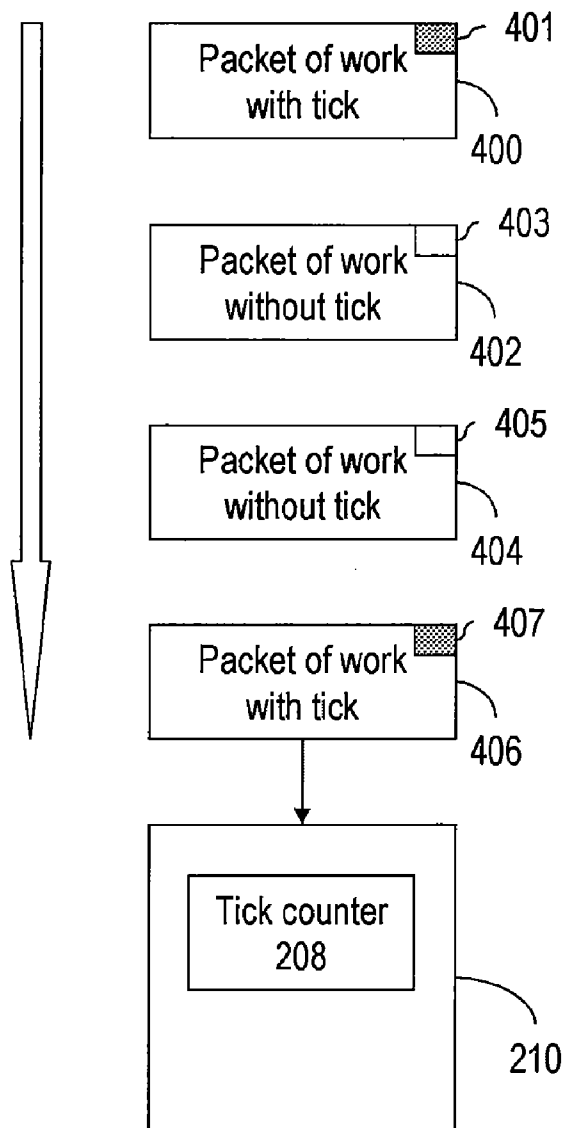 401
Packet of work
with tick
400
403
Packet of work
without tick
402
405
Packet of work
without tick
404
407
Packet of work
with tick
406
Tick counter
208
210